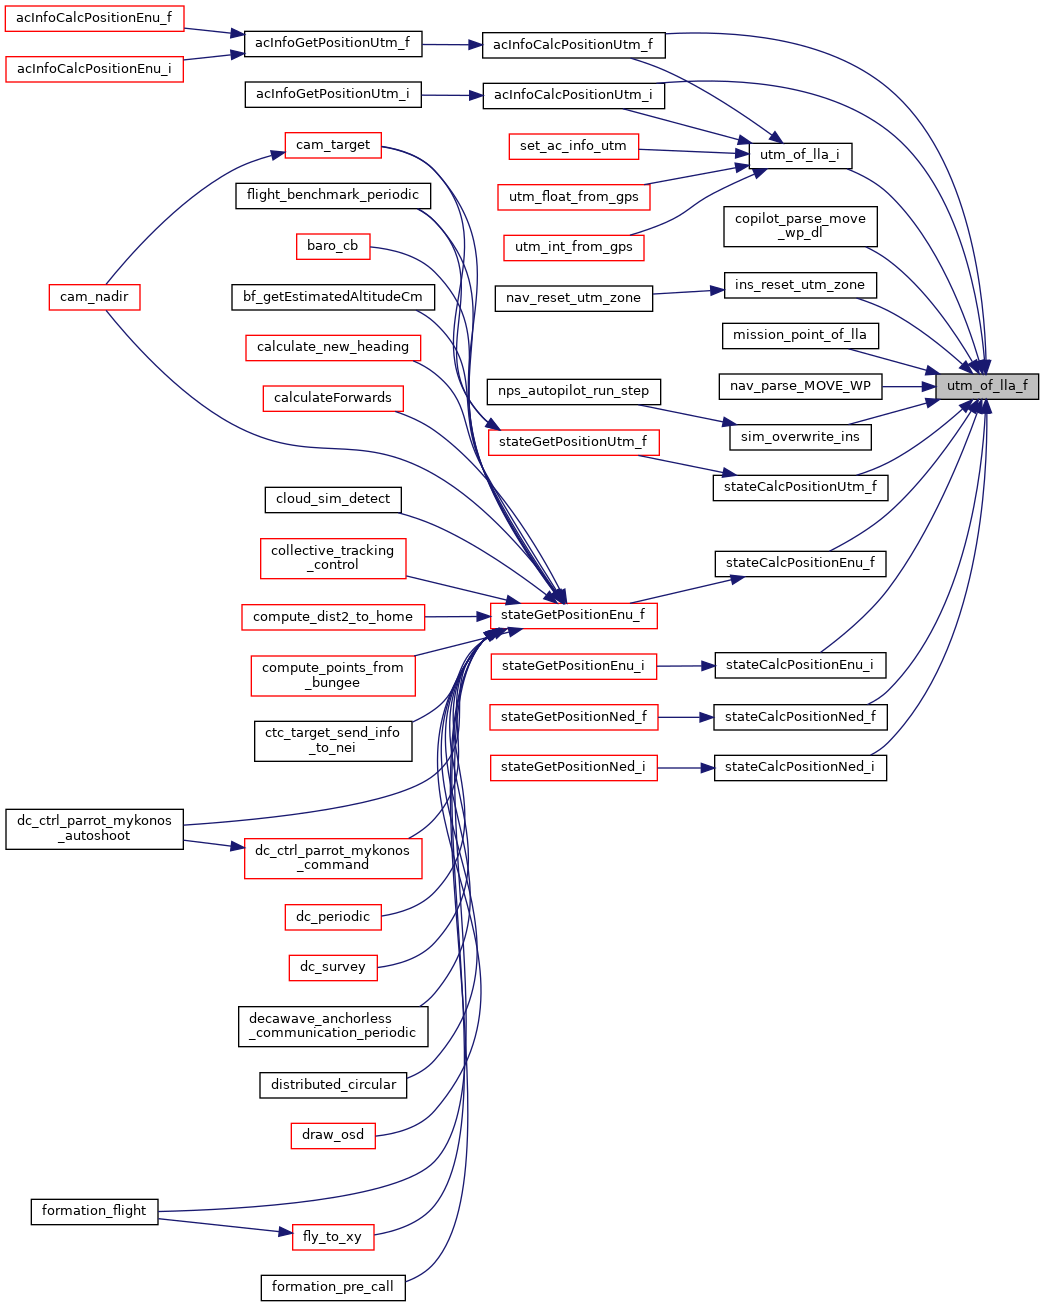 acInfoCalcPositionEnu_f
acInfoCalcPositionEnu_i
acInfoGetPositionUtm_f
acInfoGetPositionUtm_i
acInfoCalcPositionUtm_f
acInfoCalcPositionUtm_i
cam_target
flight_benchmark_periodic
baro_cb
cam_nadir
bf_getEstimatedAltitudeCm
calculate_new_heading
calculateForwards
cloud_sim_detect
collective_tracking
_control
compute_dist2_to_home
compute_points_from
_bungee
ctc_target_send_info
_to_nei
dc_ctrl_parrot_mykonos
_autoshoot
dc_ctrl_parrot_mykonos
_command
dc_periodic
dc_survey
decawave_anchorless
_communication_periodic
distributed_circular
draw_osd
formation_flight
fly_to_xy
formation_pre_call
set_ac_info_utm
utm_float_from_gps
utm_int_from_gps
nav_reset_utm_zone
nps_autopilot_run_step
stateGetPositionUtm_f
stateGetPositionEnu_f
stateGetPositionEnu_i
stateGetPositionNed_f
stateGetPositionNed_i
utm_of_lla_i
copilot_parse_move
_wp_dl
ins_reset_utm_zone
mission_point_of_lla
nav_parse_MOVE_WP
sim_overwrite_ins
stateCalcPositionUtm_f
stateCalcPositionEnu_f
stateCalcPositionEnu_i
stateCalcPositionNed_f
stateCalcPositionNed_i
utm_of_lla_f